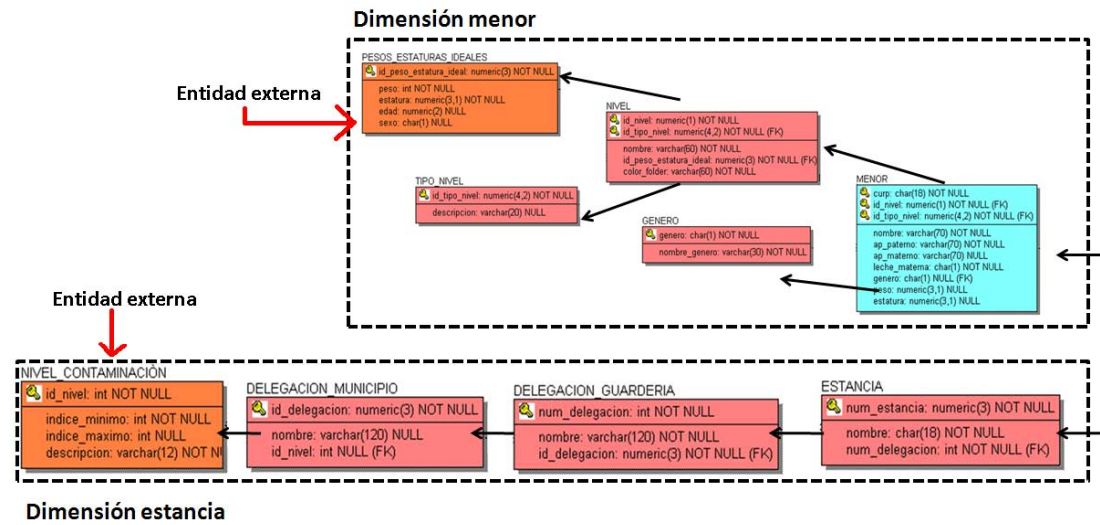 Dimensión menor
PESOS_ESTATURAS_IDEALES
id_peso_estatura_ideal: numeric(3) NOT NULL
peso: int NOT NULL
estatura: numeric(3,1) NOT NULL
edad: numeric(2) NULL
sexo: char(1) NULL
Entidad externa
NIVEL
id_nivel: numeric(1) NOT NULL
id_tipo_nivel: numeric(4,2) NOT NULL (FK)
nombre: varchar(60) NOT NULL
id_peso_estatura_ideal: numeric(3) NOT NULL (FK)
color_folder: varchar(60) NOT NULL
TIPO_NIVEL
id_tipo_nivel: numeric(4,2) NOT NULL
descripcion: varchar(20) NULL
GENERO
genero: char(1) NOT NULL
nombre_genero: varchar(30) NOT NULL
MENOR
curp: char(18) NOT NULL
id_nivel: numeric(1) NOT NULL (FK)
id_tipo_nivel: numeric(4,2) NOT NULL (FK)
nombre: varchar(70) NOT NULL
ap_paterno: varchar(70) NOT NULL
ap_materno: varchar(70) NULL
leche_materna: char(1) NOT NULL
genero: char(1) NULL (FK)
peso: numeric(3,1) NULL
estatura: numeric(3,1) NULL
Entidad externa
NIVEL_CONTAMINACIÒN
id_nivel: int NOT NULL
indice_minimo: int NOT NULL
indice_maximo: int NULL
descripcion: varchar(12) NOT N
DELEGACION_MUNICIPIO
id_delegacion: numeric(3) NOT NULL
nombre: varchar(120) NULL
id_nivel: int NULL (FK)
DELEGACION_GUARDERIA
num_delegacion: int NOT NULL
nombre: varchar(120) NOT NULL
id_delegacion: numeric(3) NOT NULL (FK)
ESTANCIA
num_estancia: numeric(3) NOT NULL
nombre: char(18) NOT NULL
num_delegacion: int NOT NULL (FK)
Dimensión estancia